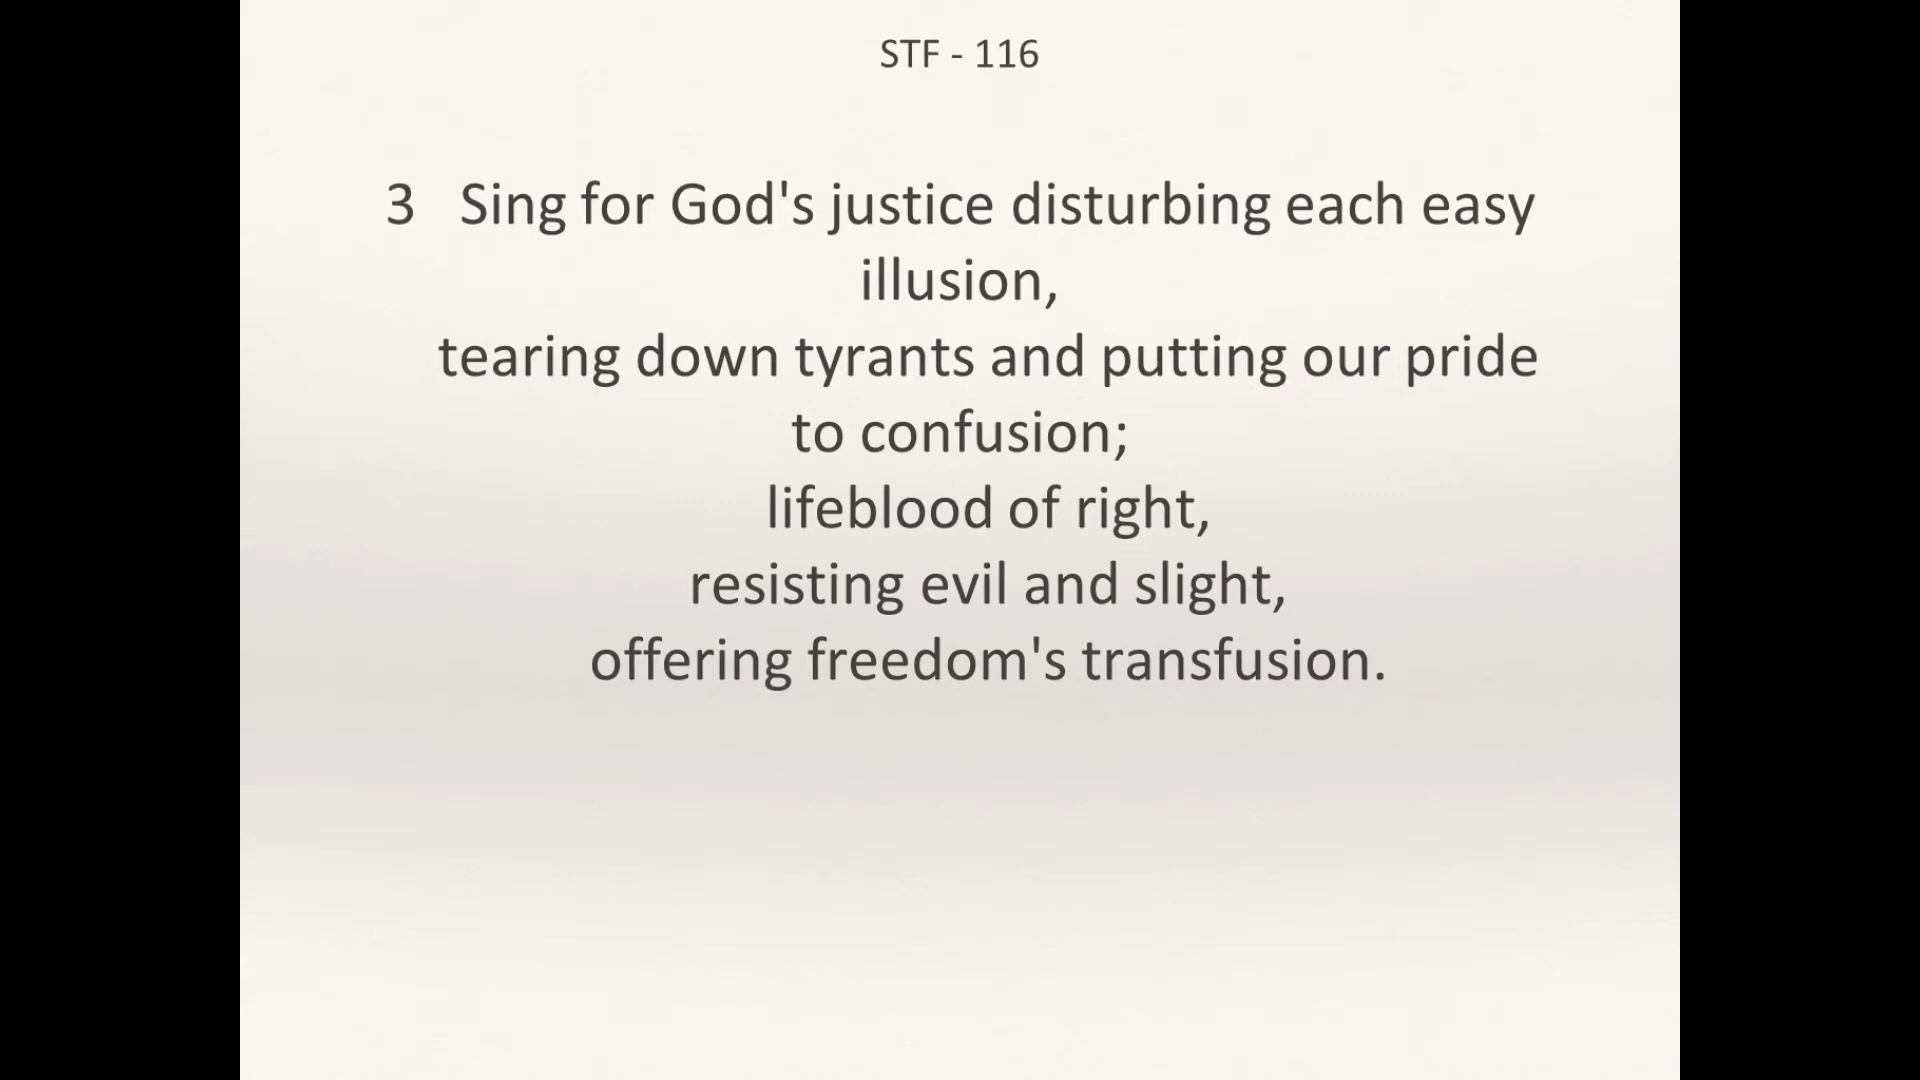 STF - 116
3 Sing for God's justice disturbing each easy
illusion,
tearing down tyrants and putting our pride
to confusion;
lifeblood of right,
resisting evil and slight,
offering freedom's transfusion.